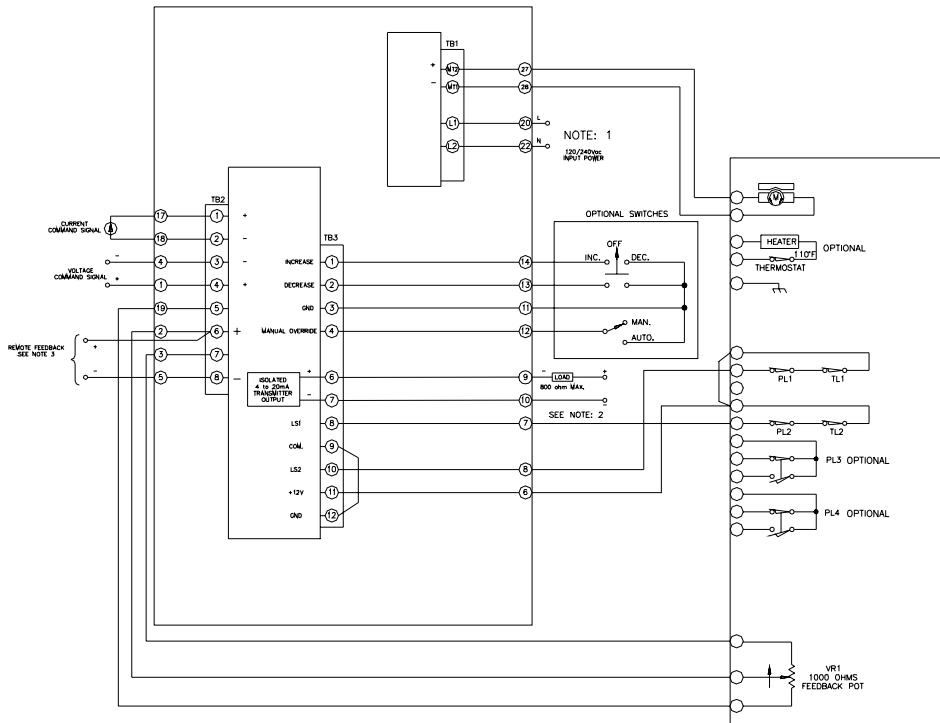 TB1
+ MT2 27
- MT1 26
L1 20 L
L2 22 N
NOTE: 1
120/240Vac
INPUT POWER
M
HEATER
OPTIONAL
110°F
THERMOSTAT
TB2
CURRENT
COMMAND SIGNAL
17 1 +
18 2 -
VOLTAGE
COMMAND SIGNAL
- 4 3 -
+ 1 4 +
19 5
2 6 +
3 7
5 8 -
REMOTE FEEDBACK
SEE NOTE 3
+
-
TB3
INCREASE 1 14
DECREASE 2 13
GND 3 11
MANUAL OVERRIDE 4 12
OPTIONAL SWITCHES
OFF
INC. DEC.
MAN.
AUTO.
ISOLATED
4 to 20mA
TRANSMITTER
OUTPUT
+ 6 9 - LOAD +
800 ohm MAX.
- 7 10 -
SEE NOTE: 2
LS1 8 7
COM. 9
LS2 10 8
+12V 11 6
GND 12
PL1 TL1
PL2 TL2
PL3 OPTIONAL
PL4 OPTIONAL
VR1
1000 OHMS
FEEDBACK POT